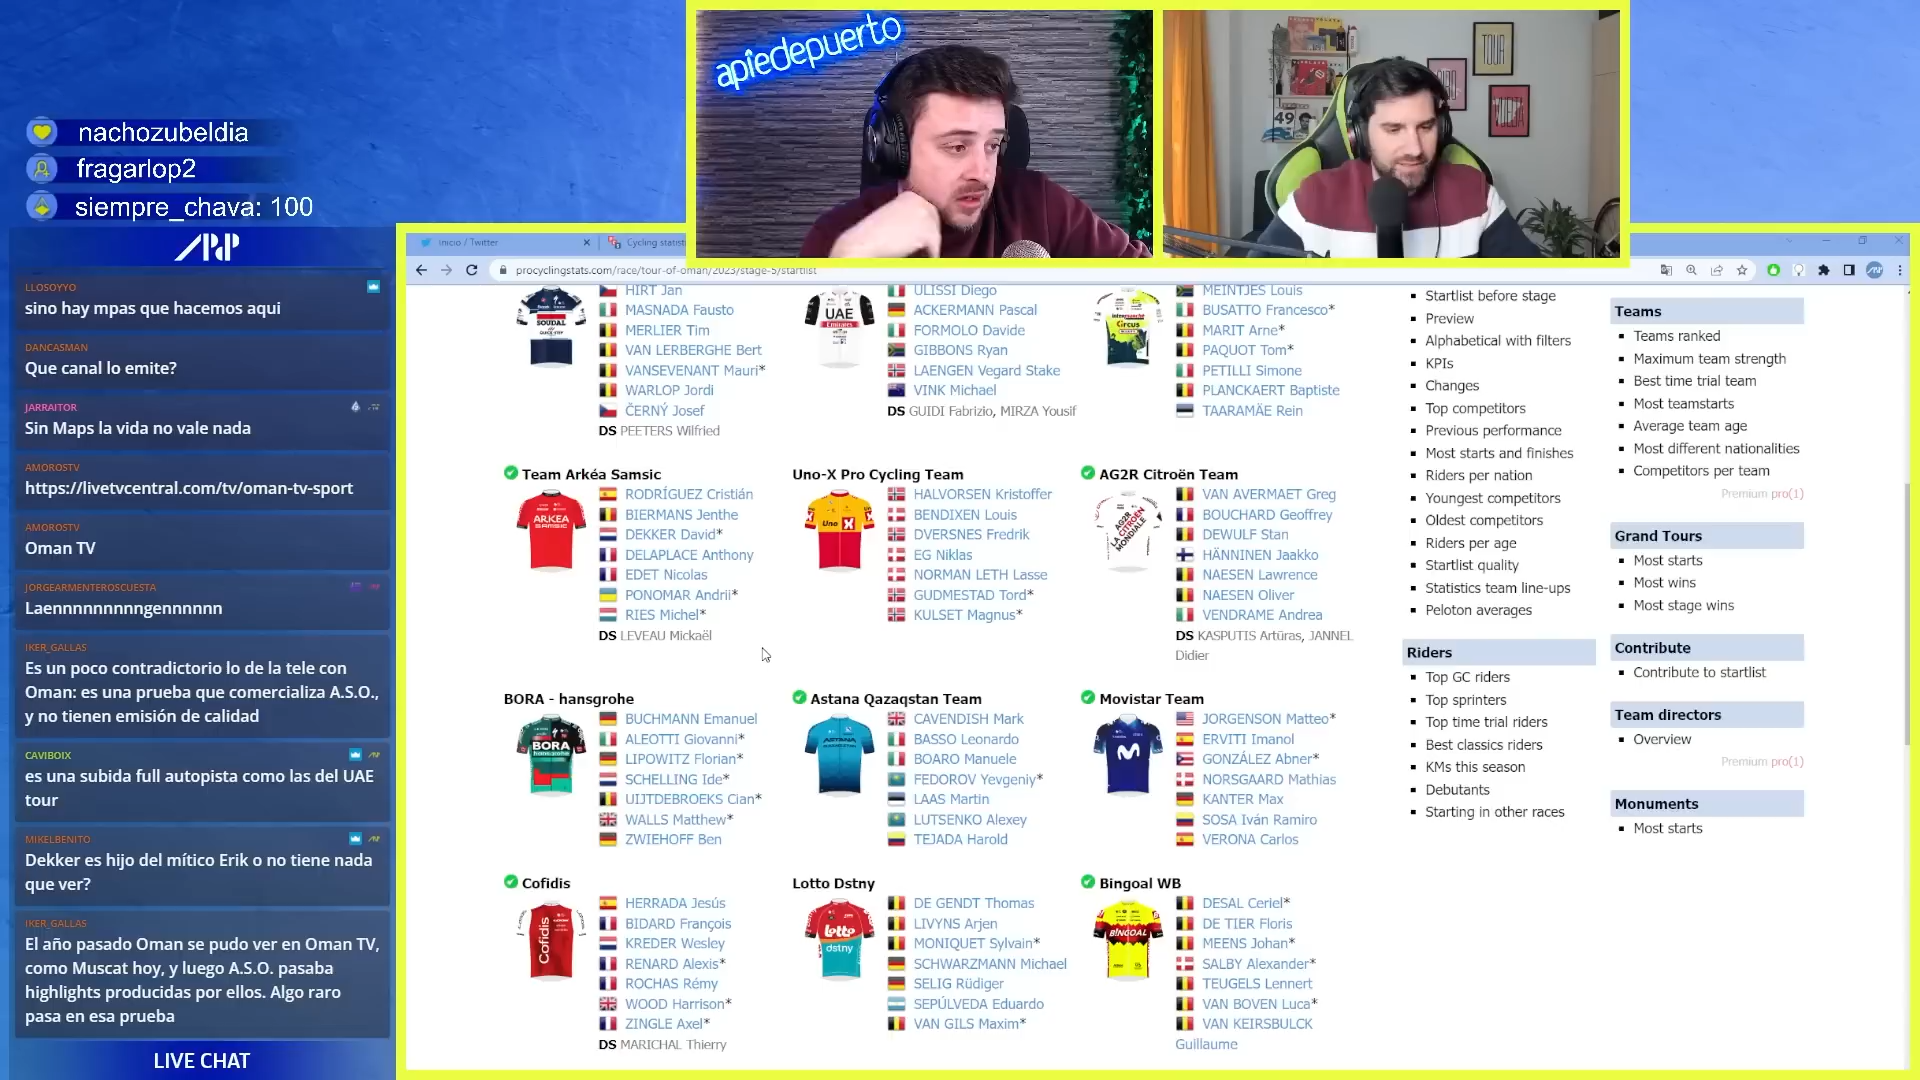 nachozubeldia
fragarlop2
siempre_chava: 100
LLOSOYYO
sino hay mpas que hacemos aqui
DANCASMAN
Que canal lo emite?
JARRAITOR
Sin Maps la vida no vale nada
AMOROSTV
https://livetvcentral.com/tv/oman-tv-sport
AMOROSTV
Oman TV
JORGEARMENTEROSCUESTA
Laennnnnnnnngennnnnn
IKER_GALLAS
Es un poco contradictorio lo de la tele con
Oman: es una prueba que comercializa A.S.O.,
y no tienen emisión de calidad
CAVIBOIX
es una subida full autopista como las del UAE
tour
MIKELBENITO
Dekker es hijo del mítico Erik o no tiene nada
que ver?
IKER_GALLAS
El año pasado Oman se pudo ver en Oman TV,
como Muscat hoy, y luego A.S.O. pasaba
highlights producidas por ellos. Algo raro
pasa en esa prueba
LIVE CHAT
apiedepuerto
TOUR
49
Inicio / Twitter
Cycling statist
procyclingstats.com/race/tour-of-oman/2023/stage-5/startlist
SOUDAL
HIRT Jan
MASNADA Fausto
MERLIER Tim
VAN LERBERGHE Bert
VANSEVENANT Mauri*
WARLOP Jordi
ČERNÝ Josef
DS PEETERS Wilfried
UAE
Emirates
ULISSI Diego
ACKERMANN Pascal
FORMOLO Davide
GIBBONS Ryan
LAENGEN Vegard Stake
VINK Michael
DS GUIDI Fabrizio, MIRZA Yousif
Circus
MEINTJES Louis
BUSATTO Francesco*
MARIT Arne*
PAQUOT Tom*
PETILLI Simone
PLANCKAERT Baptiste
TAARAMÄE Rein
Team Arkéa Samsic
ARKEA
SAMSIC
RODRÍGUEZ Cristián
BIERMANS Jenthe
DEKKER David*
DELAPLACE Anthony
EDET Nicolas
PONOMAR Andrii*
RIES Michel*
DS LEVEAU Mickaël
Uno-X Pro Cycling Team
Uno X
HALVORSEN Kristoffer
BENDIXEN Louis
DVERSNES Fredrik
EG Niklas
NORMAN LETH Lasse
GUDMESTAD Tord*
KULSET Magnus*
AG2R Citroën Team
AG2R
CITROËN
LA MONDIALE
VAN AVERMAET Greg
BOUCHARD Geoffrey
DEWULF Stan
HÄNNINEN Jaakko
NAESEN Lawrence
NAESEN Oliver
VENDRAME Andrea
DS KASPUTIS Artūras, JANNEL
Didier
BORA - hansgrohe
BORA
BUCHMANN Emanuel
ALEOTTI Giovanni*
LIPOWITZ Florian*
SCHELLING Ide*
UIJTDEBROEKS Cian*
WALLS Matthew*
ZWIEHOFF Ben
Astana Qazaqstan Team
ASTANA
CAVENDISH Mark
BASSO Leonardo
BOARO Manuele
FEDOROV Yevgeniy*
LAAS Martin
LUTSENKO Alexey
TEJADA Harold
Movistar Team
JORGENSON Matteo*
ERVITI Imanol
GONZÁLEZ Abner*
NORSGAARD Mathias
KANTER Max
SOSA Iván Ramiro
VERONA Carlos
Cofidis
Cofidis
HERRADA Jesús
BIDARD François
KREDER Wesley
RENARD Alexis*
ROCHAS Rémy
WOOD Harrison*
ZINGLE Axel*
DS MARICHAL Thierry
Lotto Dstny
lotto
dstny
DE GENDT Thomas
LIVYNS Arjen
MONIQUET Sylvain*
SCHWARZMANN Michael
SELIG Rüdiger
SEPÚLVEDA Eduardo
VAN GILS Maxim*
Bingoal WB
BINGOAL
DESAL Ceriel*
DE TIER Floris
MEENS Johan*
SALBY Alexander*
TEUGELS Lennert
VAN BOVEN Luca*
VAN KEIRSBULCK
Guillaume
Startlist before stage
Preview
Alphabetical with filters
KPIs
Changes
Top competitors
Previous performance
Most starts and finishes
Riders per nation
Youngest competitors
Oldest competitors
Riders per age
Startlist quality
Statistics team line-ups
Peloton averages
Riders
Top GC riders
Top sprinters
Top time trial riders
Best classics riders
KMs this season
Debutants
Starting in other races
Teams
Teams ranked
Maximum team strength
Best time trial team
Most teamstarts
Average team age
Most different nationalities
Competitors per team
Premium pro(1)
Grand Tours
Most starts
Most wins
Most stage wins
Contribute
Contribute to startlist
Team directors
Overview
Premium pro(1)
Monuments
Most starts